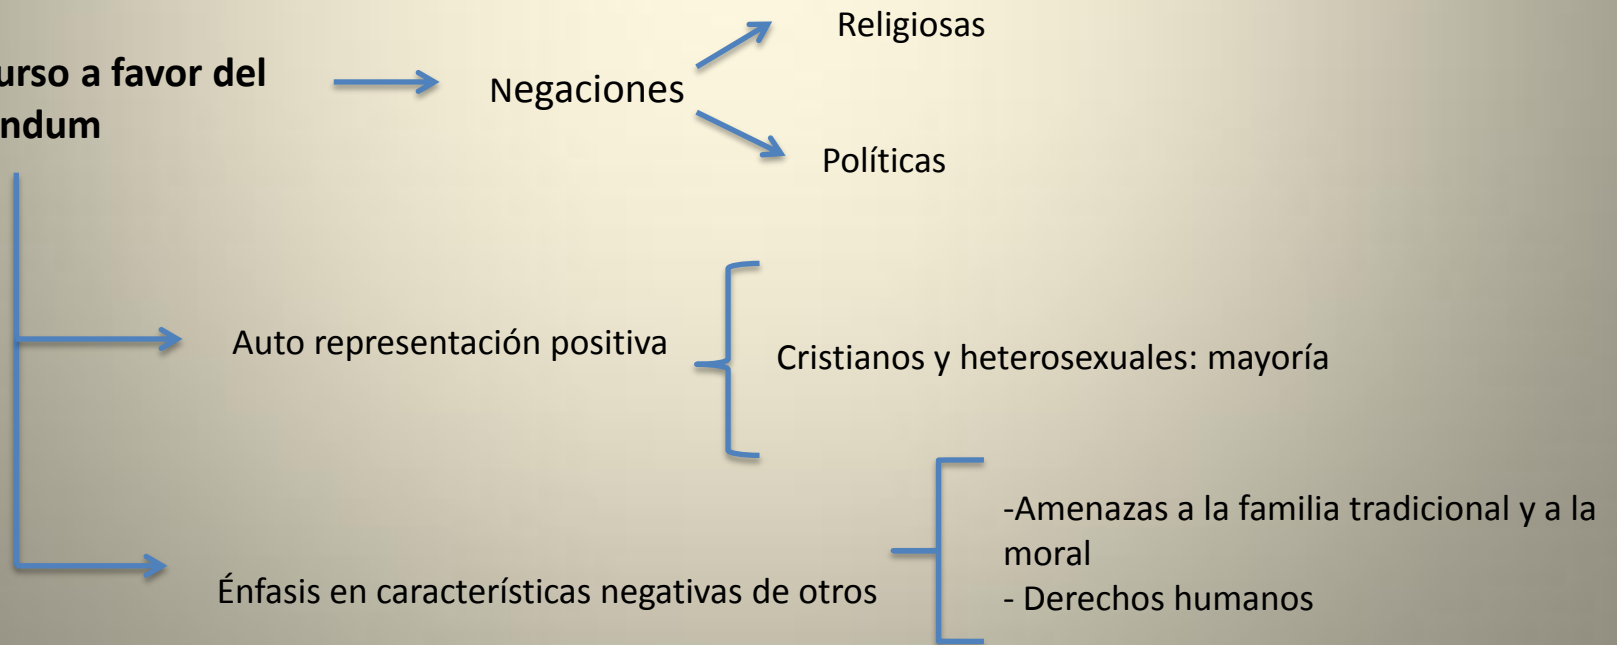 urso a favor del
ndum
Negaciones
Religiosas
Políticas
Auto representación positiva
Cristianos y heterosexuales: mayoría
Énfasis en características negativas de otros
-Amenazas a la familia tradicional y a la
moral
- Derechos humanos